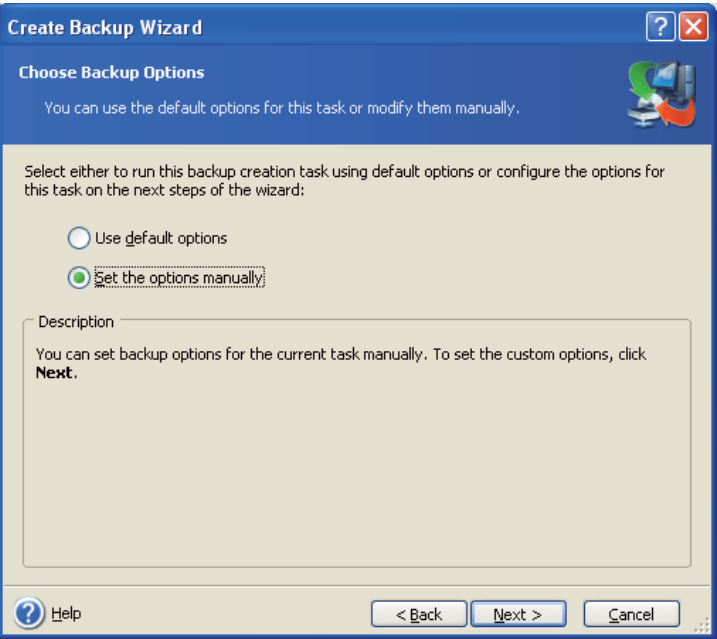 Create Backup Wizard
?
Choose Backup Options
You can use the default options for this task or modify them manually.
Select either to run this backup creation task using default options or configure the options for
this task on the next steps of the wizard:
Use default options
Set the options manually
Description
You can set backup options for the current task manually. To set the custom options, click
Next.
? Help
< Back
Next >
Cancel